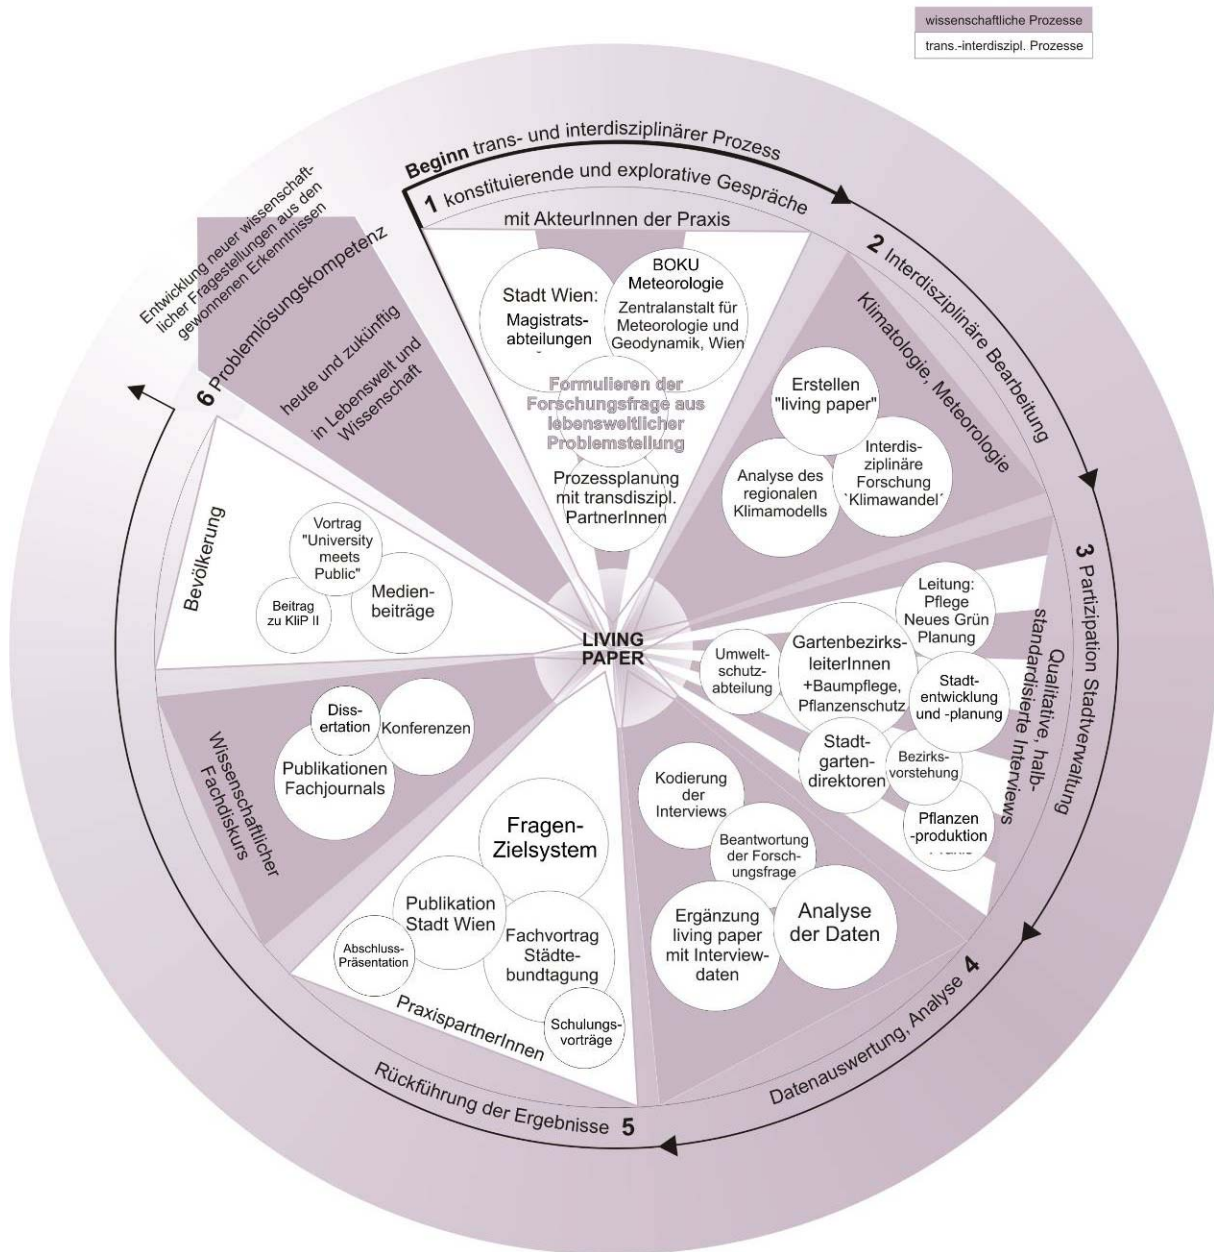 wissenschaftliche Prozesse
trans.-interdiszipl. Prozesse
Beginn trans- und interdisziplinärer Prozess
1 konstituierende und explorative Gespräche
mit AkteurInnen der Praxis
Stadt Wien:
Magistrats-
abteilungen
BOKU
Meteorologie
Zentralanstalt für
Meteorologie und
Geodynamik, Wien
Formulieren der
Forschungsfrage aus
lebensweltlicher
Problemstellung
Prozessplanung
mit transdiszipl.
PartnerInnen
2 Interdisziplinäre Bearbeitung
Klimatologie, Meteorologie
Erstellen
"living paper"
Interdis-
ziplinäre
Forschung
`Klimawandel´
Analyse des
regionalen
Klimamodells
3 Partizipation Stadtverwaltung
Qualitative, halb-
standardisierte Interviews
Leitung:
Pflege
Neues Grün
Planung
Umwelt-
schutz-
abteilung
Gartenbezirks-
leiterInnen
+Baumpflege,
Pflanzenschutz
Stadt-
entwicklung
und -planung
Stadt-
garten-
direktoren
Bezirks-
vorstehung
Pflanzen
-produktion
LIVING
PAPER
Datenauswertung, Analyse 4
Kodierung
der
Interviews
Beantwortung
der Forsch-
ungsfrage
Ergänzung
living paper
mit Interview-
daten
Analyse
der Daten
Rückführung der Ergebnisse 5
PraxispartnerInnen
Fragen-
Zielsystem
Publikation
Stadt Wien
Abschluss-
Präsentation
Fachvortrag
Städte-
bundtagung
Schulungs-
vorträge
Wissenschaftlicher
Fachdiskurs
Diss-
ertation
Konferenzen
Publikationen
Fachjournals
Bevölkerung
Vortrag
"University
meets
Public"
Beitrag
zu KliP II
Medien-
beiträge
6 Problemlösungskompetenz
heute und zukünftig
in Lebenswelt und
Wissenschaft
Entwicklung neuer wissenschaft-
licher Fragestellungen aus den
gewonnenen Erkenntnissen